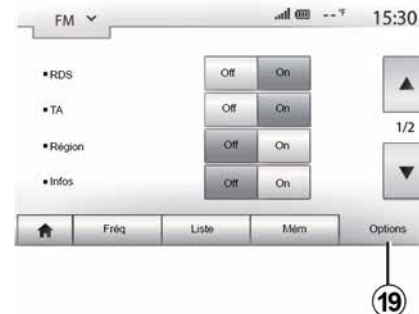 FM -- °F 15:30
▪ RDS Off On
▪ TA Off On
1/2
▪ Région Off On
▪ Infos Off On
Fréq Liste Mém Options
19